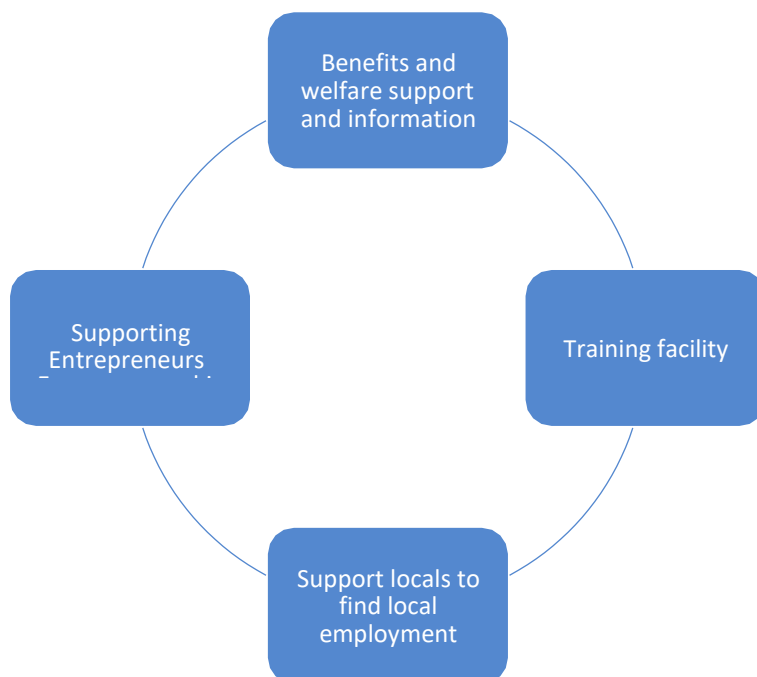 Benefits and
welfare support
and information
Training facility
Support locals to
find local
employment
Supporting
Entrepreneurs